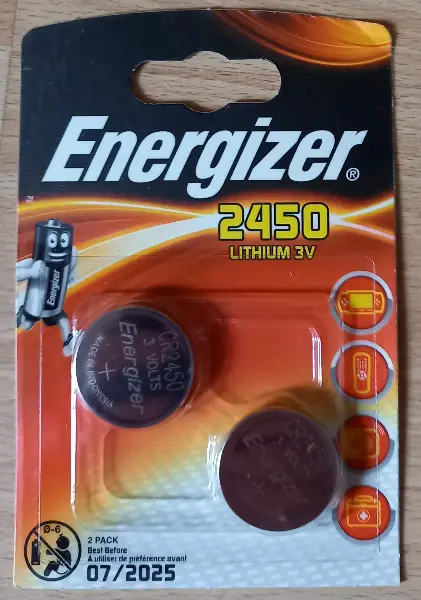 Energizer®
2450
LITHIUM 3V
Energizer
CR2450
3 VOLTS
Energizer
MADE IN INDONESIA
+
Ø-6
2 PACK
Best Before
À utiliser de préférence avant
07/2025